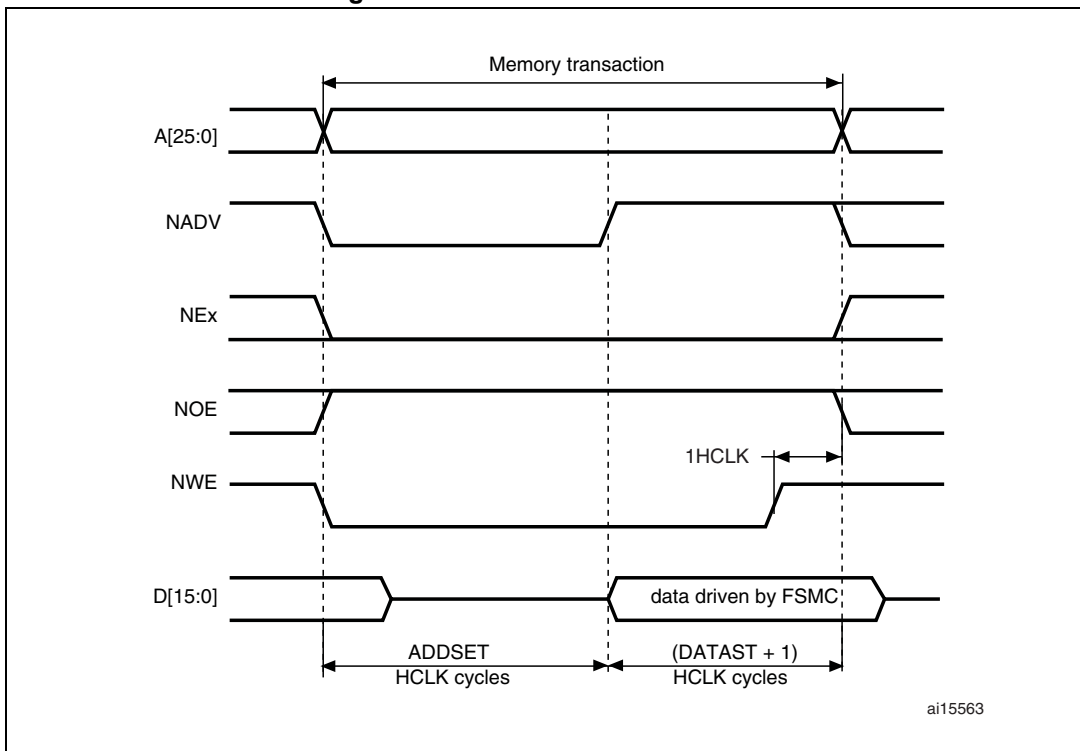 Memory transaction
A[25:0]
NADV
NEx
NOE
1HCLK
NWE
D[15:0]
data driven by FSMC
ADDSET
HCLK cycles
(DATAST + 1)
HCLK cycles
ai15563